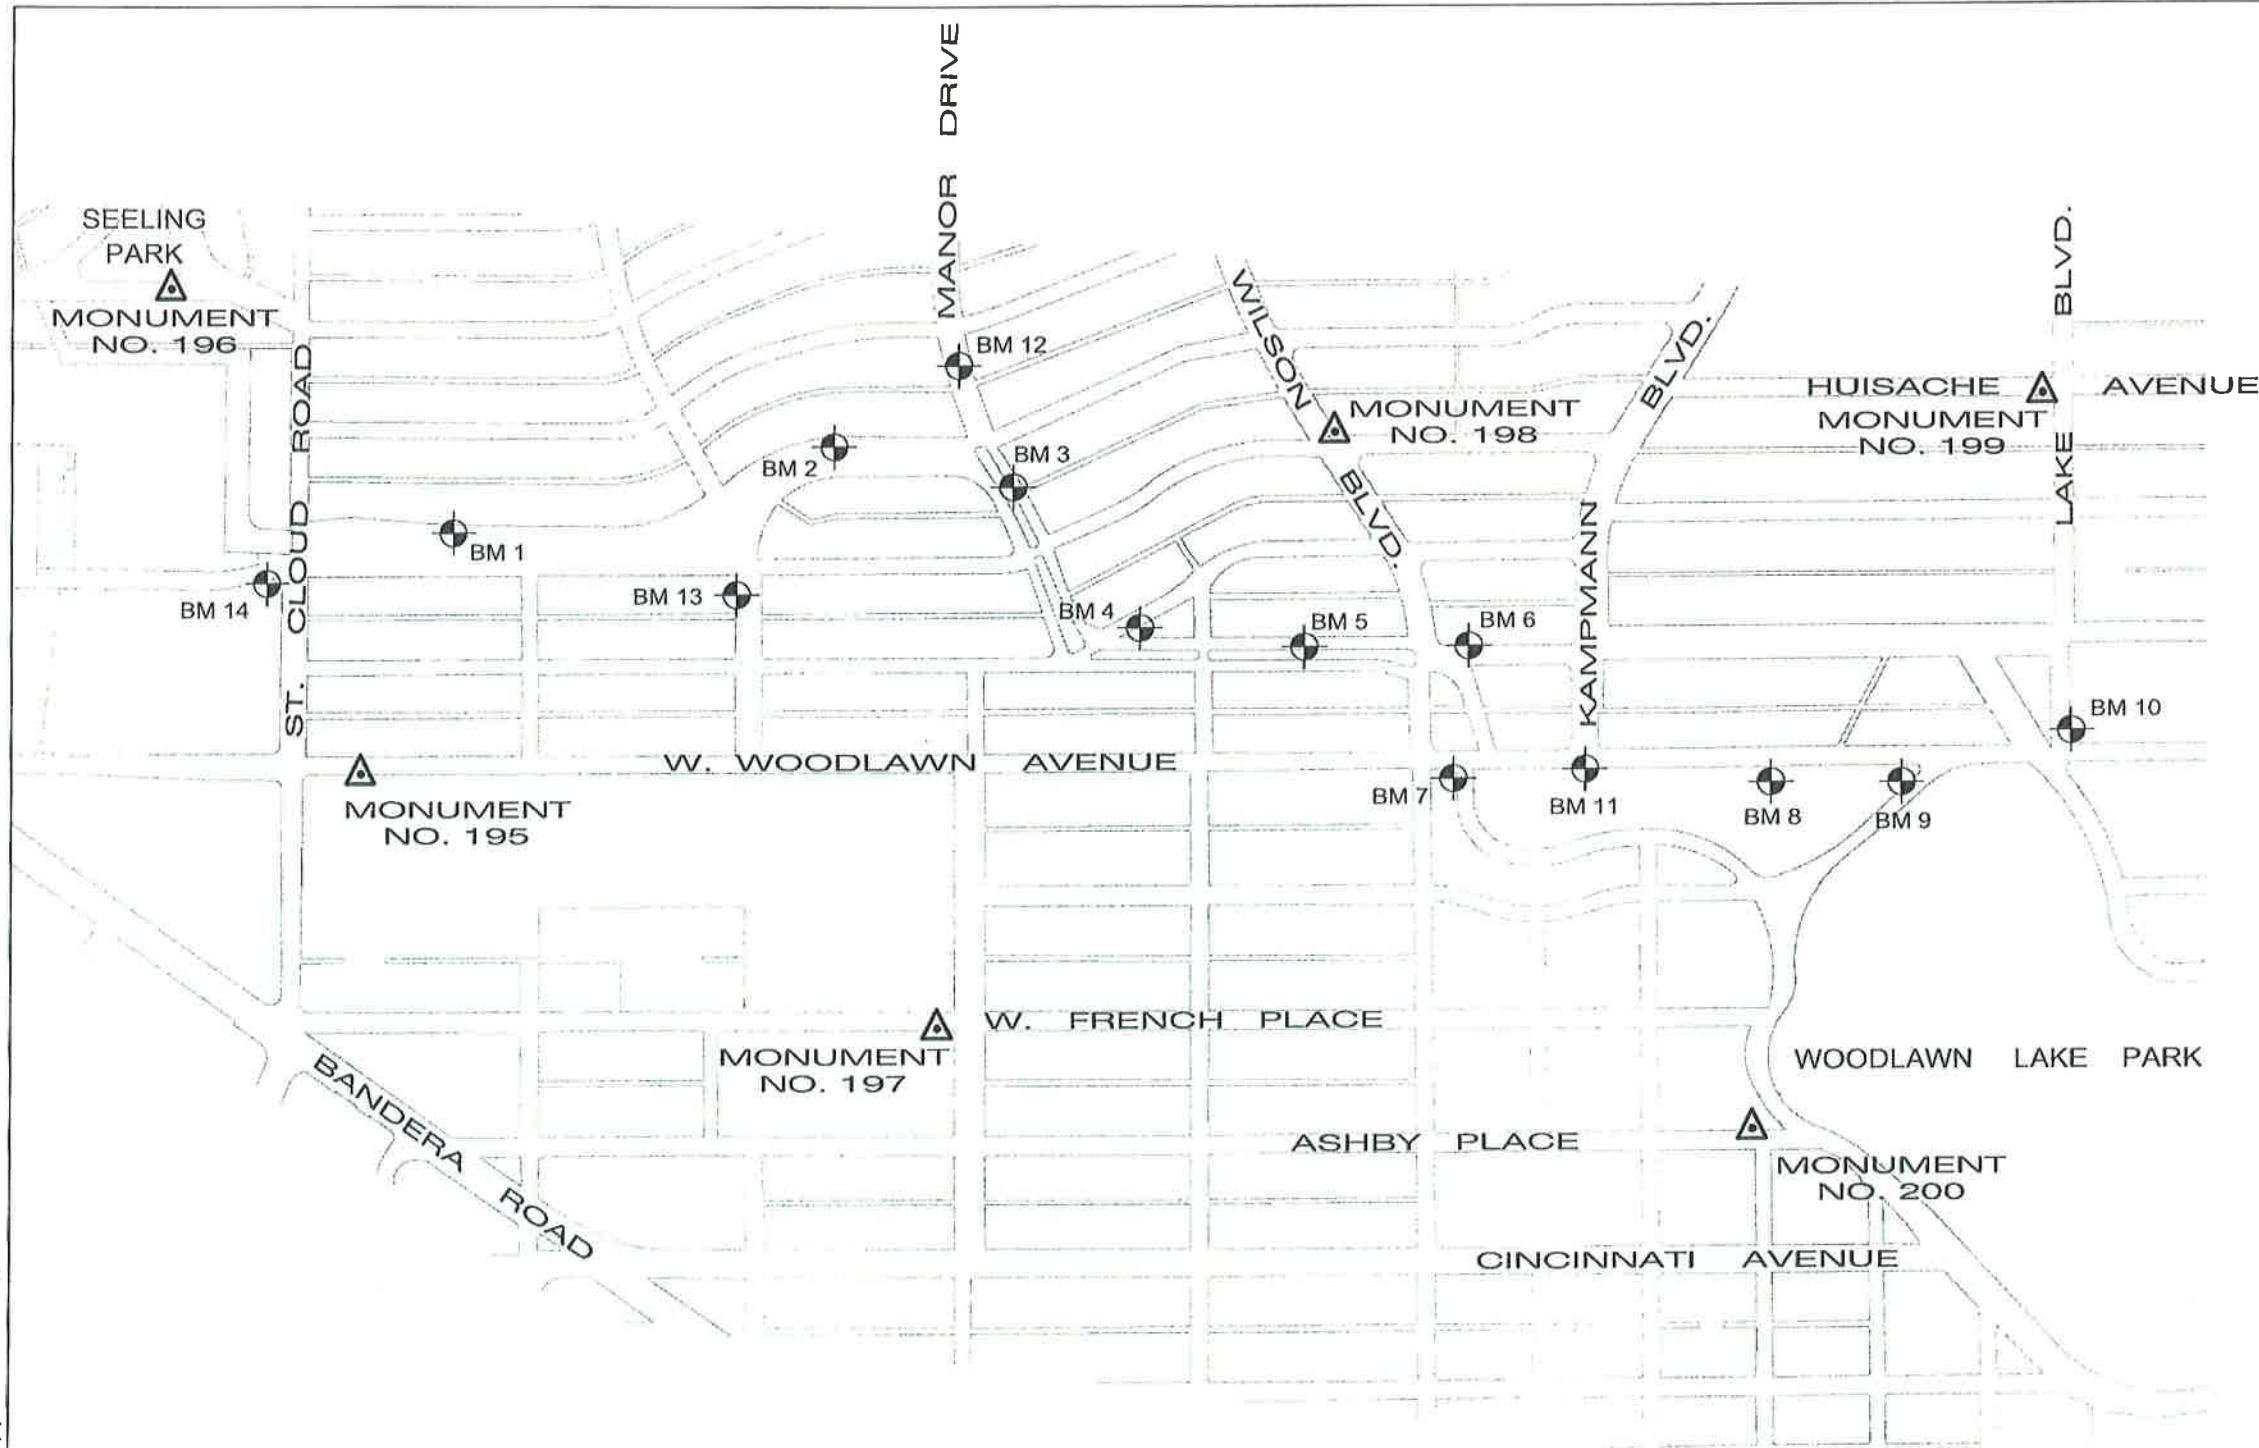 MANOR DRIVE
SEELING
PARK
MONUMENT
NO. 196
ST. CLOUD ROAD
BM 12
WILSON BLVD.
KAMPMANN BLVD.
LAKE BLVD.
HUISACHE AVENUE
MONUMENT
NO. 199
MONUMENT
NO. 198
BM 2
BM 3
BM 1
BM 14
BM 13
BM 4
BM 5
BM 6
BM 10
W. WOODLAWN AVENUE
BM 7
BM 11
BM 8
BM 9
MONUMENT
NO. 195
W. FRENCH PLACE
MONUMENT
NO. 197
WOODLAWN LAKE PARK
BANDERA ROAD
ASHBY PLACE
MONUMENT
NO. 200
CINCINNATI AVENUE